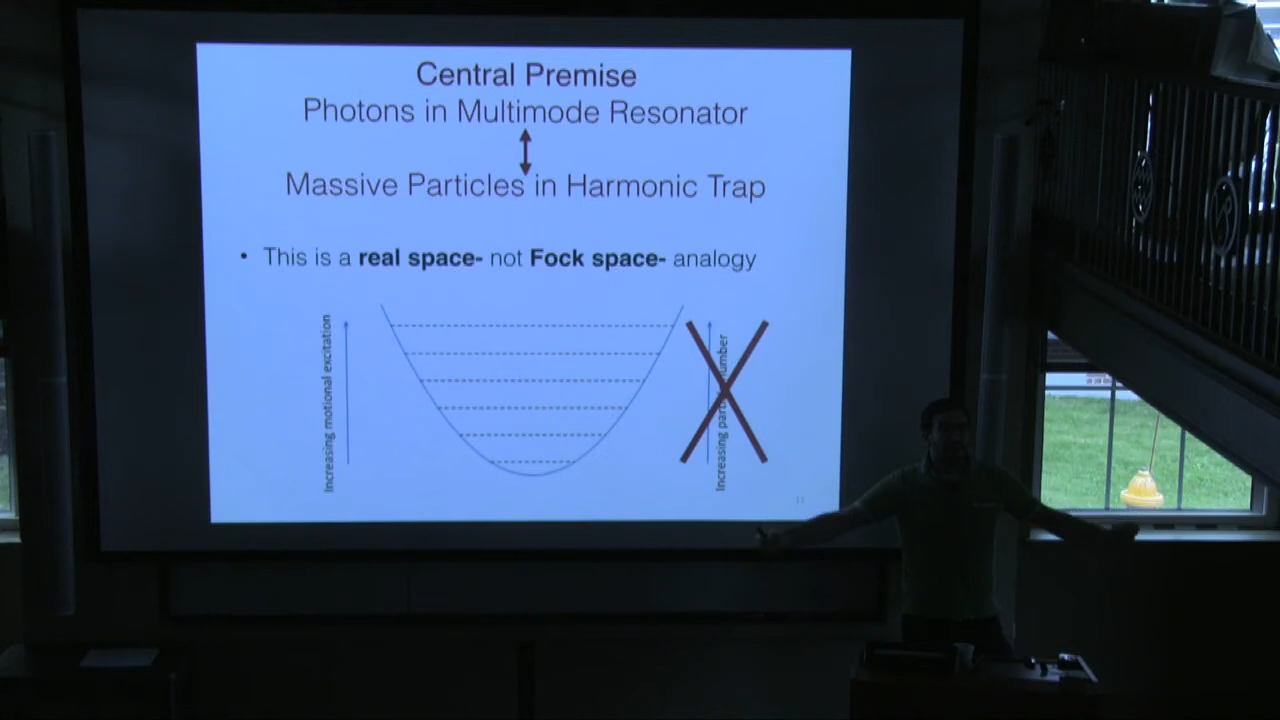 Central Premise
Photons in Multimode Resonator
Massive Particles in Harmonic Trap
• This is a real space- not Fock space- analogy
Increasing motional excitation
Increasing number
11